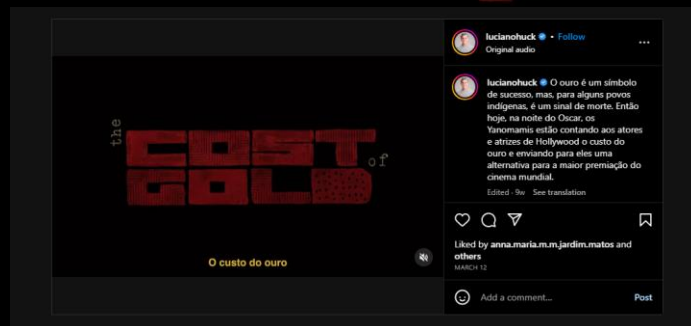 the
COST
of
GOLD
O custo do ouro
lucianohuck • Follow
Original audio
lucianohuck O ouro é um símbolo
de sucesso, mas, para alguns povos
indígenas, é um sinal de morte. Então
hoje, na noite do Oscar, os
Yanomamis estão contando aos atores
e atrizes de Hollywood o custo do
ouro e enviando para eles uma
alternativa para a maior premiação do
cinema mundial.
Edited · 9w See translation
Liked by anna.maria.m.m.jardim.matos and
others
MARCH 12
Add a comment... Post